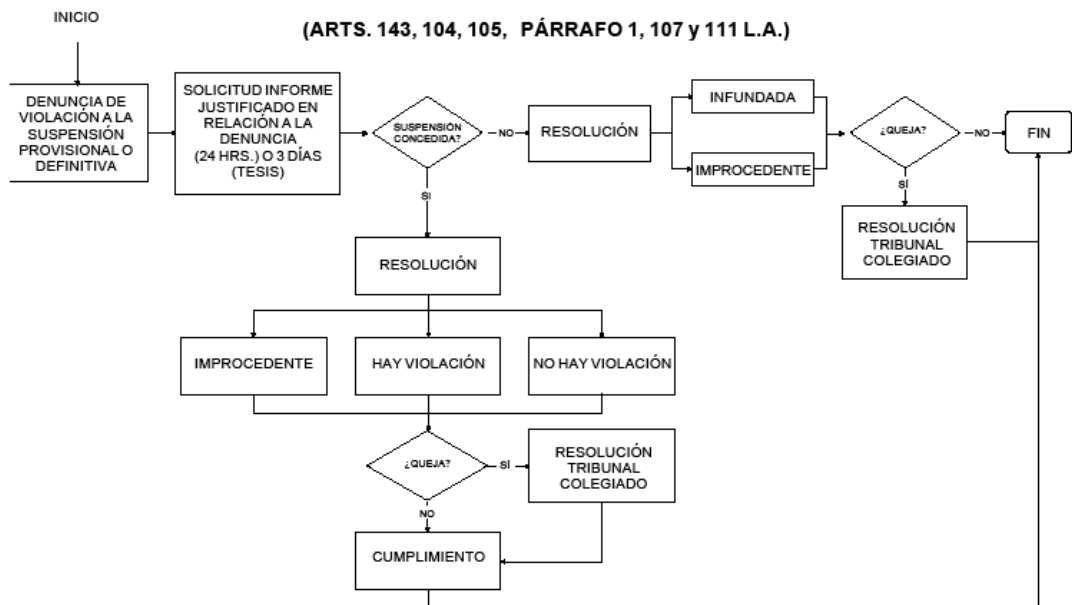 INICIO
(ARTS. 143, 104, 105, PÁRRAFO 1, 107 y 111 L.A.)
DENUNCIA DE
VIOLACIÓN A LA
SUSPENSIÓN
PROVISIONAL O
DEFINITIVA
SOLICITUD INFORME
JUSTIFICADO EN
RELACIÓN A LA
DENUNCIA
(24 HRS.) O 3 DÍAS
(TESIS)
SUSPENSIÓN
CONCEDIDA?
NO
RESOLUCIÓN
INFUNDADA
IMPROCEDENTE
¿QUEJA?
NO
FIN
SÍ
RESOLUCIÓN
TRIBUNAL
COLEGIADO
SI
RESOLUCIÓN
IMPROCEDENTE
HAY VIOLACIÓN
NO HAY VIOLACIÓN
¿QUEJA?
SÍ
RESOLUCIÓN
TRIBUNAL
COLEGIADO
NO
CUMPLIMIENTO